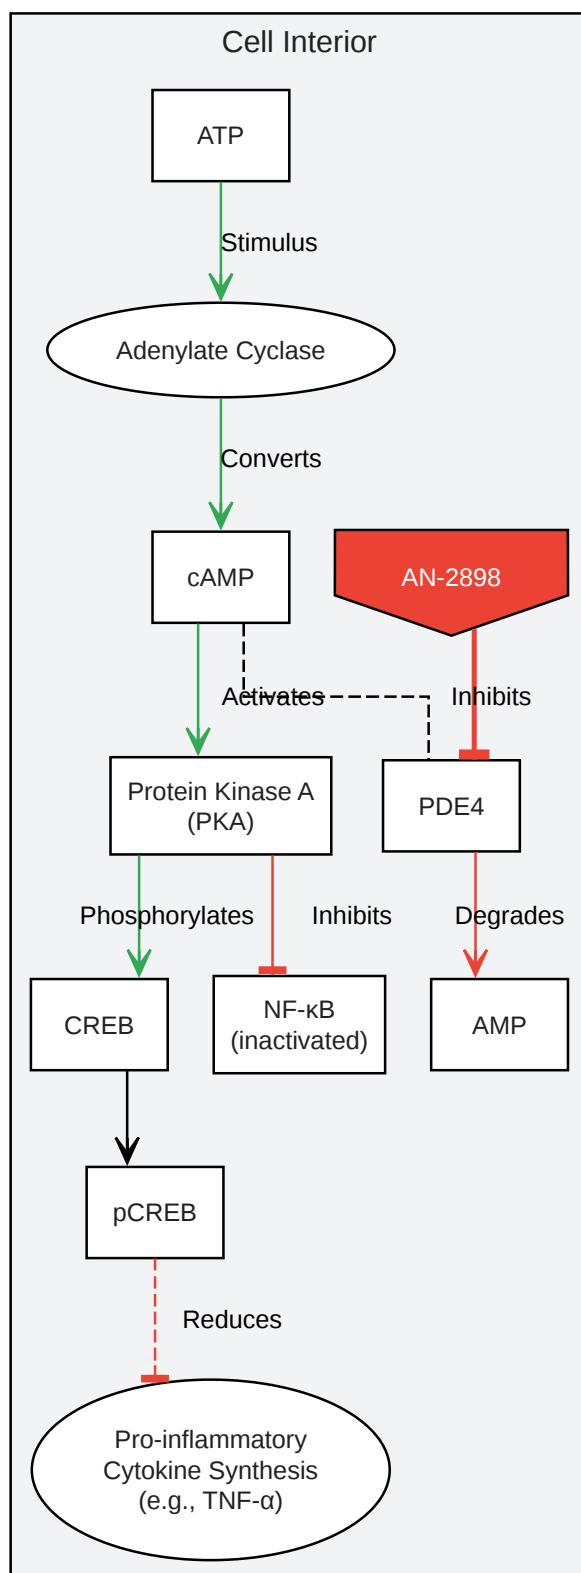 Cell Interior
ATP
Stimulus
Adenylate Cyclase
Converts
cAMP
AN-2898
Activates
Inhibits
Protein Kinase A
(PKA)
PDE4
Phosphorylates
Inhibits
Degrades
CREB
NF-κB
(inactivated)
AMP
pCREB
Reduces
Pro-inflammatory
Cytokine Synthesis
(e.g., TNF-α)